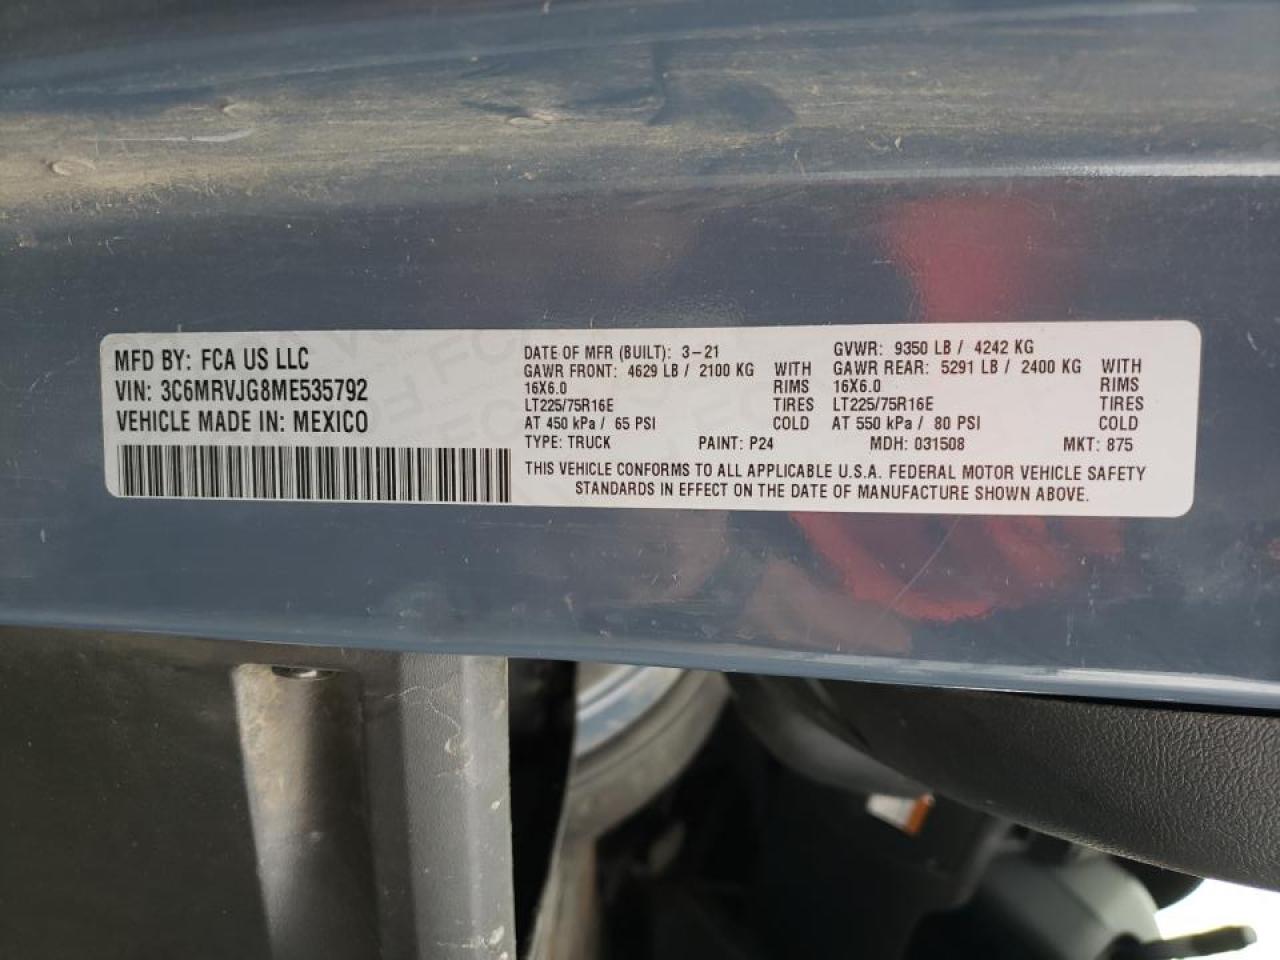 MFD BY: FCA US LLC
VIN: 3C6MRVJG8ME535792
VEHICLE MADE IN: MEXICO
DATE OF MFR (BUILT): 3-21
GAWR FRONT: 4629 LB / 2100 KG WITH
16X6.0 RIMS
LT225/75R16E TIRES
AT 450 kPa / 65 PSI COLD
GVWR: 9350 LB / 4242 KG
GAWR REAR: 5291 LB / 2400 KG WITH
16X6.0 RIMS
LT225/75R16E TIRES
AT 550 kPa / 80 PSI COLD
TYPE: TRUCK PAINT: P24 MDH: 031508 MKT: 875
THIS VEHICLE CONFORMS TO ALL APPLICABLE U.S.A. FEDERAL MOTOR VEHICLE SAFETY
STANDARDS IN EFFECT ON THE DATE OF MANUFACTURE SHOWN ABOVE.